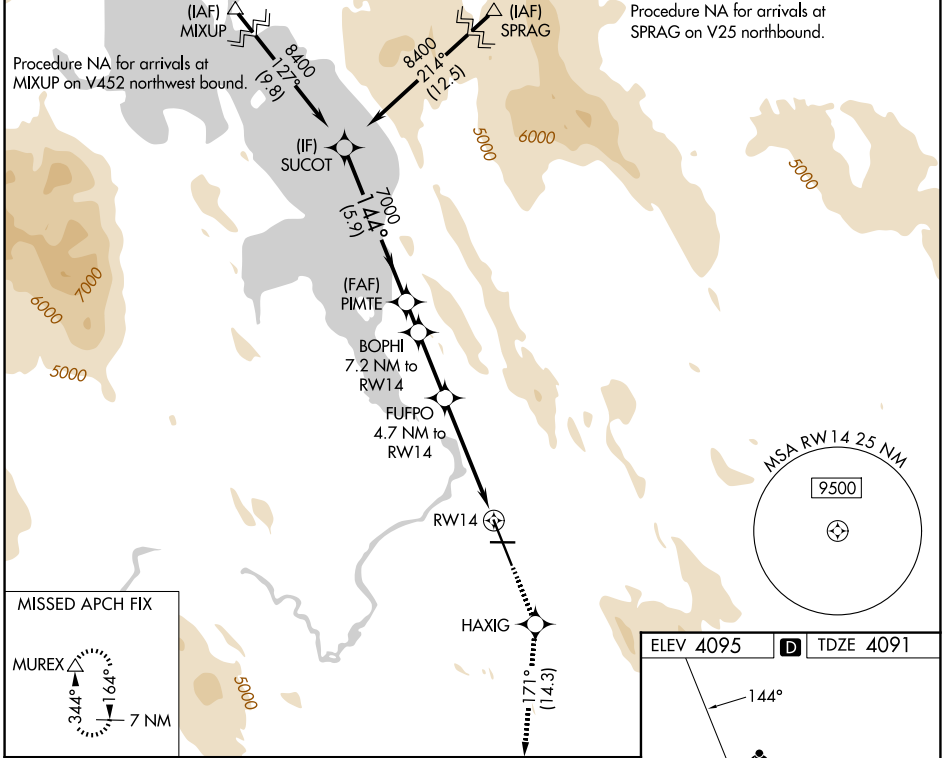 (IAF)
MIXUP
(IAF)
SPRAG
Procedure NA for arrivals at
SPRAG on V25 northbound.
Procedure NA for arrivals at
MIXUP on V452 northwest bound.
8400
127°
(9.8)
8400
214°
(12.5)
5000
6000
5000
(IF)
SUCOT
7000
144°
(5.9)
7000
6000
5000
(FAF)
PIMTE
BOPHI
7.2 NM to
RW14
FUFPO
4.7 NM to
RW14
MSA RW14 25 NM
9500
RW14
HAXIG
171°
(14.3)
5000
MISSED APCH FIX
MUREX
344°
164°
7 NM
ELEV 4095
D
TDZE 4091
144°